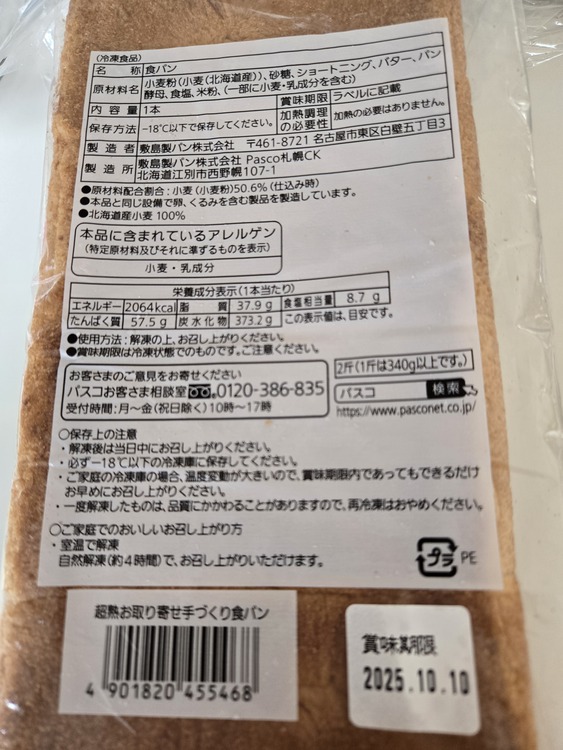 (冷凍食品)
名 称 食パン
原材料名 小麦粉(小麦(北海道産))、砂糖、ショートニング、バター、パン
酵母、食塩、米粉、(一部に小麦・乳成分を含む)
内 容 量 1本 賞味期限 ラベルに記載
保存方法 −18℃以下で保存してください。 加熱調理の必要性 加熱の必要はありません。
製 造 者 敷島製パン株式会社 〒461-8721 名古屋市東区白壁五丁目3
製 造 所 敷島製パン株式会社 Pasco札幌CK
北海道江別市西野幌107-1
●原材料配合割合:小麦(小麦粉)50.6%(仕込み時)
●本品と同じ設備で卵、くるみを含む製品を製造しています。
●北海道産小麦 100%
本品に含まれているアレルゲン
(特定原材料及びそれに準ずるものを表示)
小麦・乳成分
栄養成分表示(1本当たり)
エネルギー 2064kcal 脂 質 37.9 g 食塩相当量 8.7 g
たんぱく質 57.5 g 炭水化物 373.2 g この表示値は、目安です。
●使用方法:解凍の上、お召し上がりください。
●賞味期限は冷凍状態でのものです。ご注意ください。
お客さまのご意見をお寄せください
パスコお客さま相談室 0120-386-835
受付時間:月〜金(祝日除く)10時〜17時
2斤(1斤は340g以上です。)
パスコ 検索
https://www.pasconet.co.jp/
○保存上の注意
・解凍後は当日中にお召し上がりください。
・必ず−18℃以下の冷凍庫に保存してください。
・ご家庭の冷凍庫の場合、温度変動が大きいので、賞味期限内であってもできるだけ
お早めにお召し上がりください。
・一度解凍したものは、品質にかかわることがありますので、再冷凍はおやめください。
○ご家庭でのおいしいお召し上がり方
・室温で解凍
自然解凍(約4時間)で、お召し上がりいただけます。
プラ PE
超熟お取り寄せ手づくり食パン
4 901820 455468
賞味期限
2025.10.10